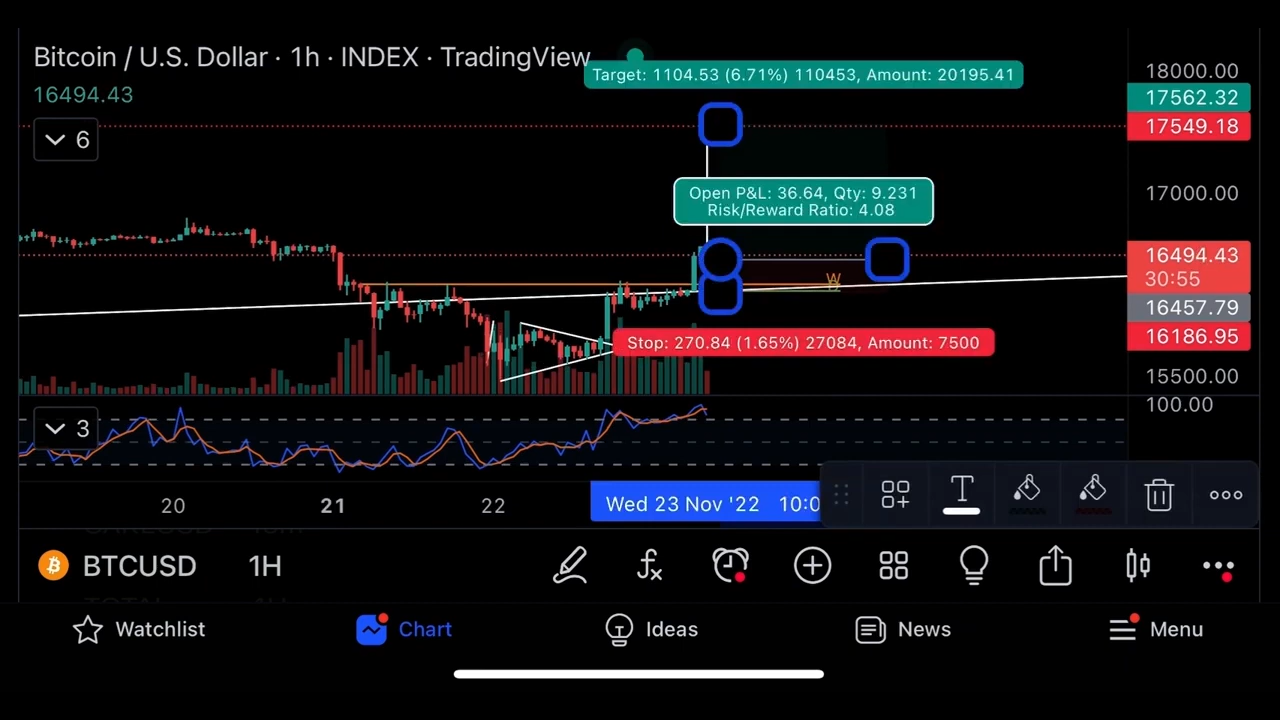 Bitcoin / U.S. Dollar · 1h · INDEX · TradingView
Target: 1104.53 (6.71%) 110453, Amount: 20195.41
16494.43
6
18000.00
17562.32
17549.18
Open P&L: 36.64, Qty: 9.231
Risk/Reward Ratio: 4.08
17000.00
16494.43
30:55
16457.79
16186.95
W
Stop: 270.84 (1.65%) 27084, Amount: 7500
15500.00
100.00
3
20
21
22
Wed 23 Nov '22 10:0
T
BTCUSD
1H
Watchlist
Chart
Ideas
News
Menu